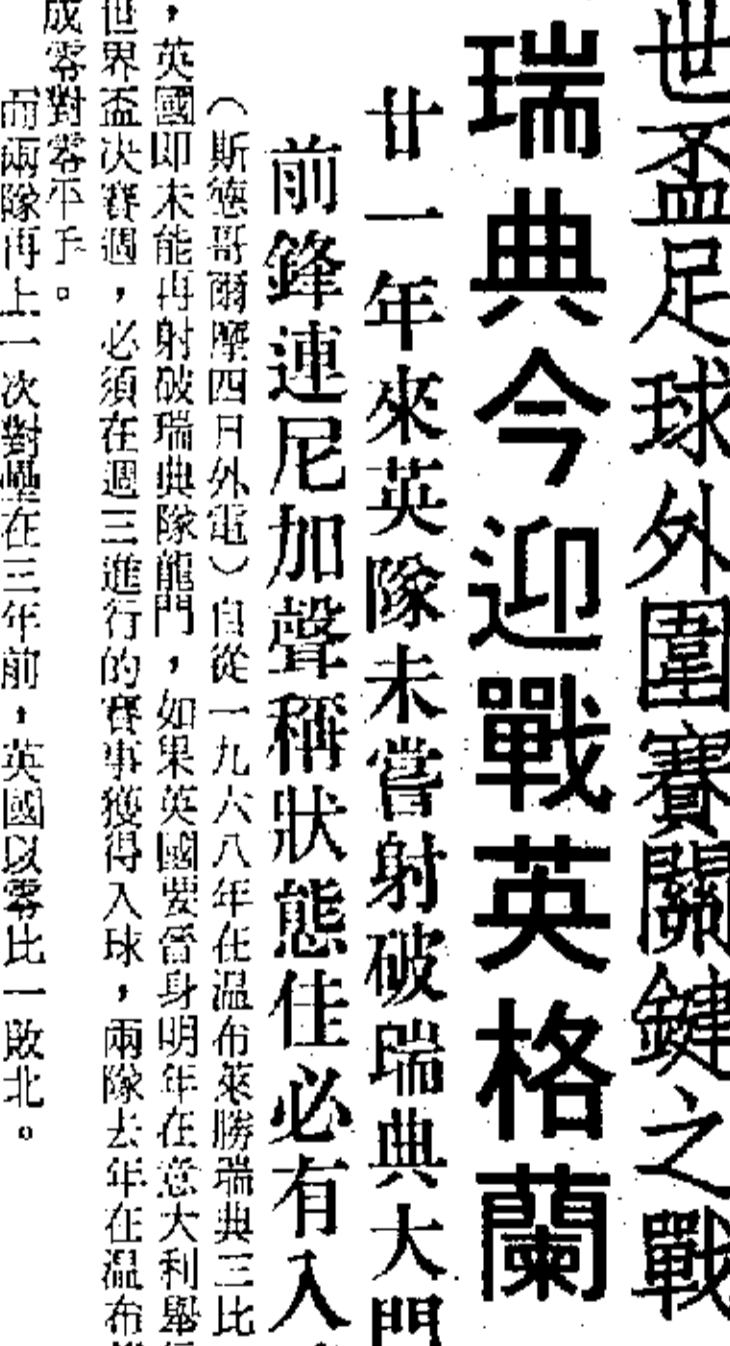 世盃足球外圍賽關鍵之戰
瑞典今迎戰英格蘭
廿一年來英隊未嘗射破瑞典大門
前鋒連尼加聲稱狀態佳必有入
（斯德哥爾摩四日外電）自從一九六八年在温布萊勝瑞典三比
，英國即未能再射破瑞典隊龍門，如果英國要晉身明年在意大利舉行
世界盃决賽週，必須在週三進行的賽事獲得入球，兩隊去年在温布
成零對零平手。
而兩隊再上一次對壘在三年前，英國以零比一敗北。